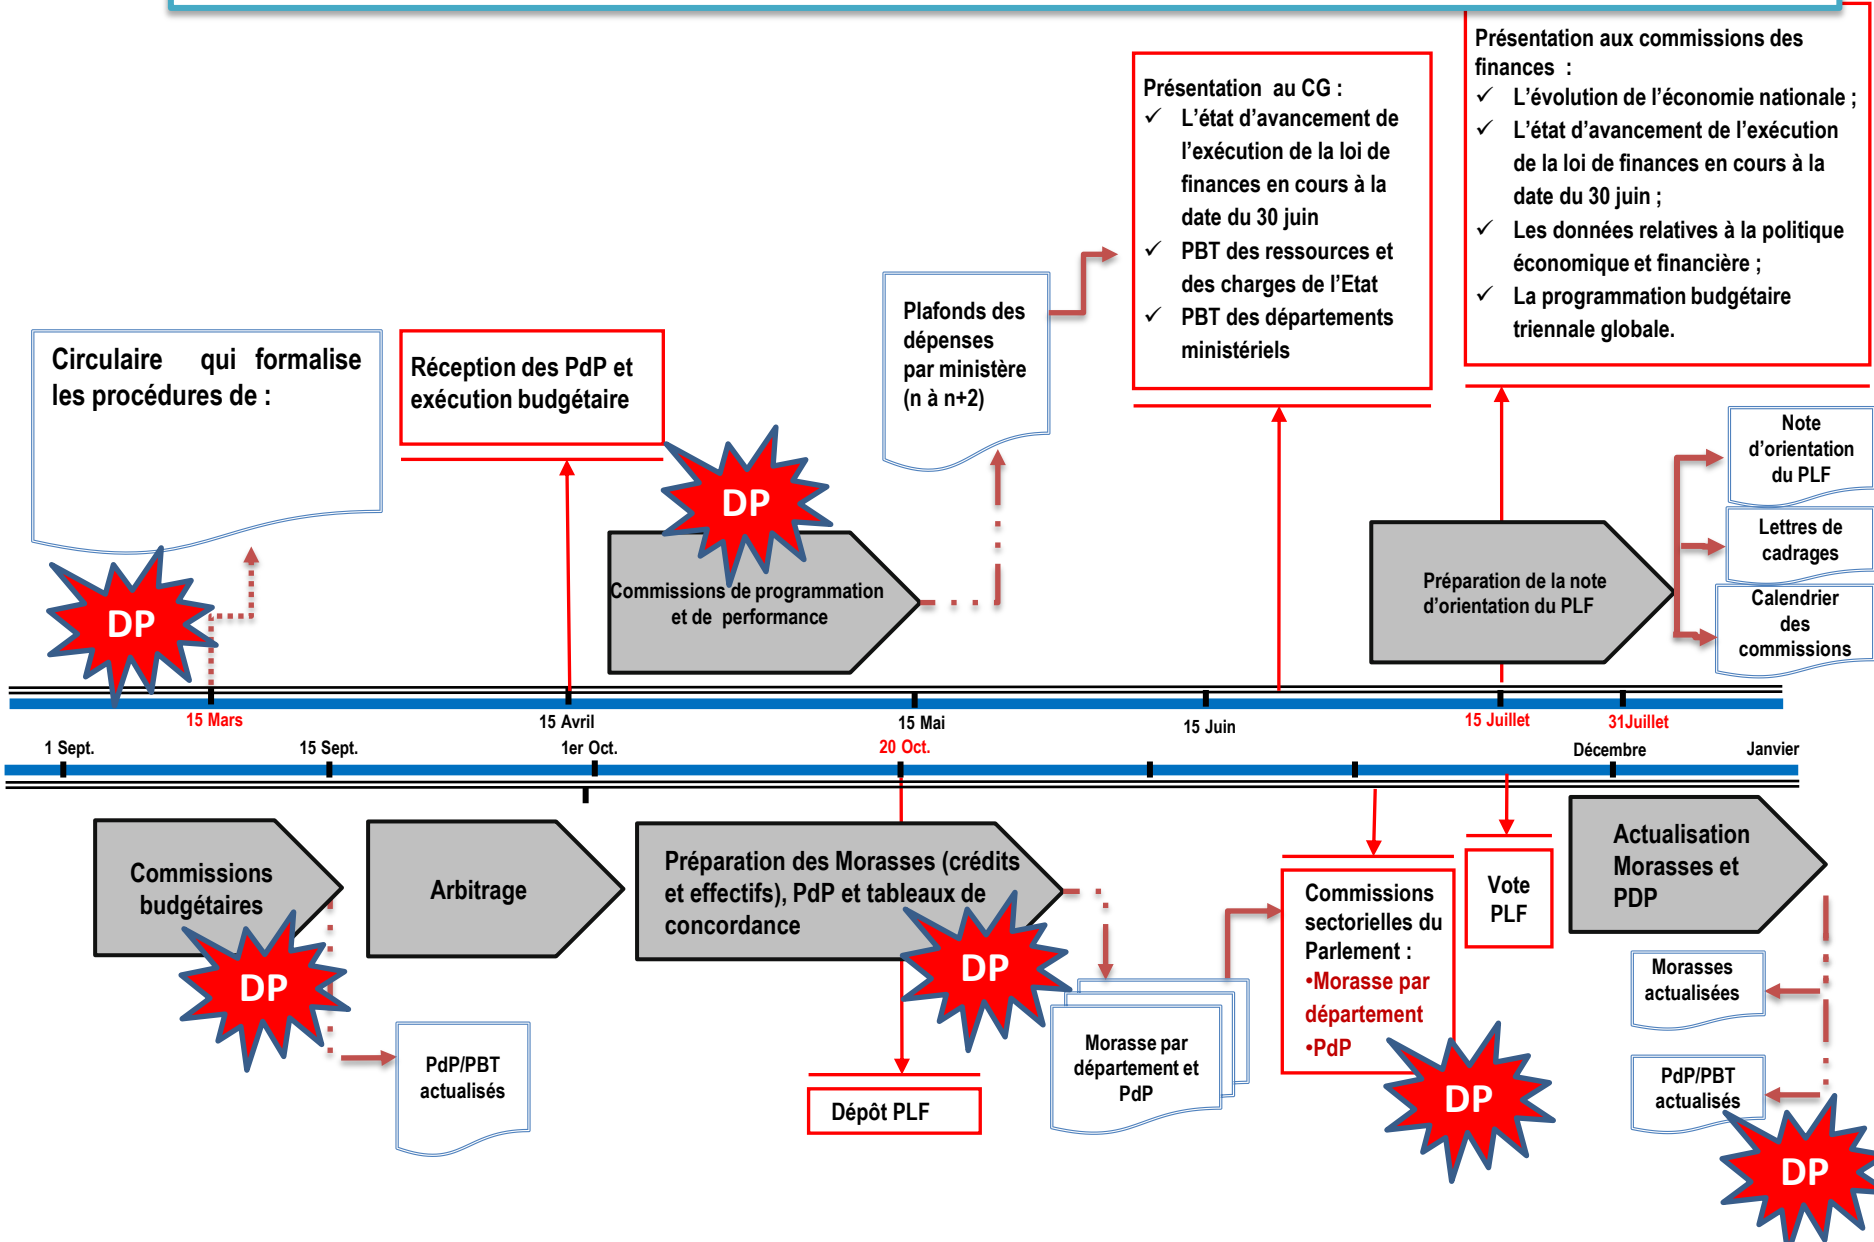 Présentation aux commissions des
finances :
✓ L'évolution de l'économie nationale ;
✓ L'état d'avancement de l'exécution
de la loi de finances en cours à la
date du 30 juin ;
✓ Les données relatives à la politique
économique et financière ;
✓ La programmation budgétaire
triennale globale.
Présentation au CG :
✓ L'état d'avancement de
l'exécution de la loi de
finances en cours à la
date du 30 juin
✓ PBT des ressources et
des charges de l'Etat
✓ PBT des départements
ministériels
Plafonds des
dépenses
par ministère
(n à n+2)
Circulaire qui formalise
les procédures de :
Réception des PdP et
exécution budgétaire
DP
DP
Commissions de programmation
et de performance
Préparation de la note
d'orientation du PLF
Note
d'orientation
du PLF
Lettres de
cadrages
Calendrier
des
commissions
15 Mars
15 Avril
15 Mai
15 Juin
15 Juillet
31Juillet
1 Sept.
15 Sept.
1er Oct.
20 Oct.
Décembre
Janvier
Commissions
budgétaires
DP
PdP/PBT
actualisés
Arbitrage
Préparation des Morasses (crédits
et effectifs), PdP et tableaux de
concordance
DP
Dépôt PLF
Morasse par
département et
PdP
Commissions
sectorielles du
Parlement :
•Morasse par
département
•PdP
DP
Vote
PLF
Actualisation
Morasses et
PDP
Morasses
actualisées
PdP/PBT
actualisés
DP